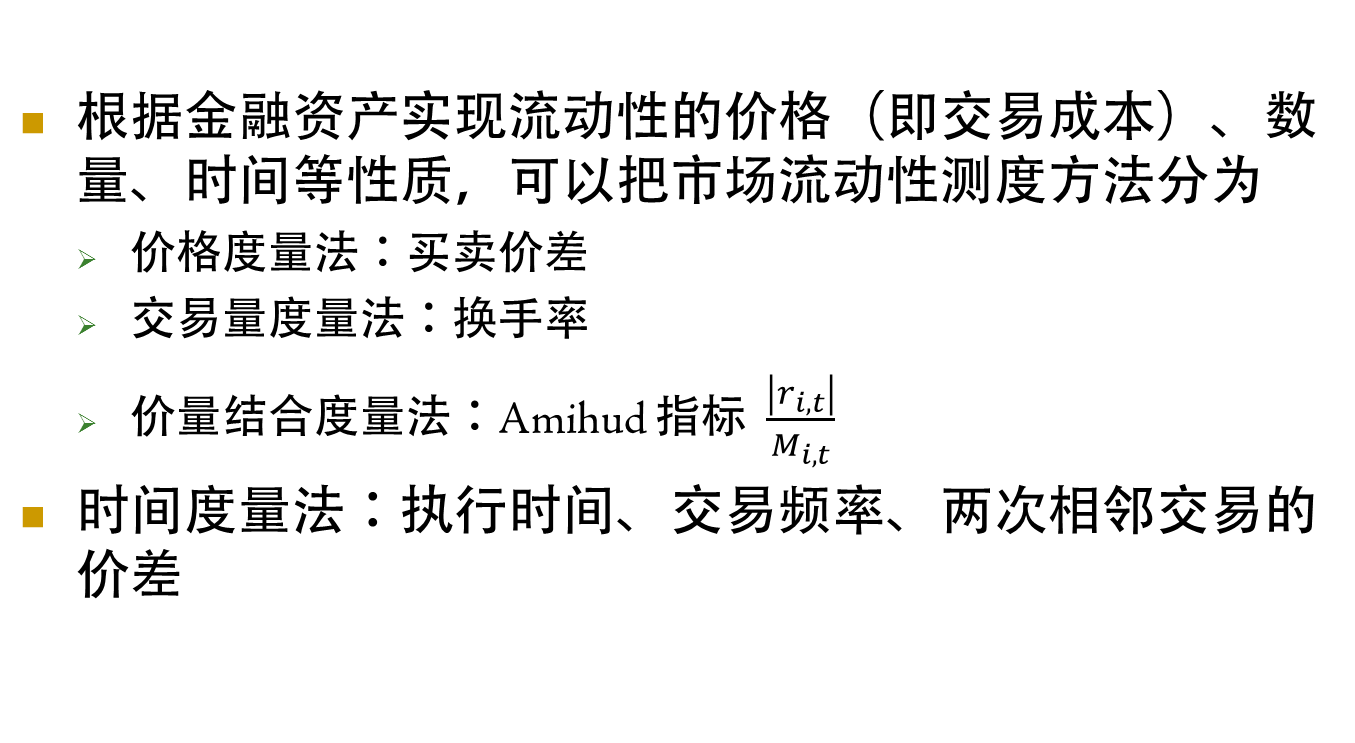 根据金融资产实现流动性的价格（即交易成本）、数
量、时间等性质，可以把市场流动性测度方法分为
价格度量法：买卖价差
交易量度量法：换手率
价量结合度量法：Amihud 指标 |r_{i,t}| / M_{i,t}
时间度量法：执行时间、交易频率、两次相邻交易的
价差